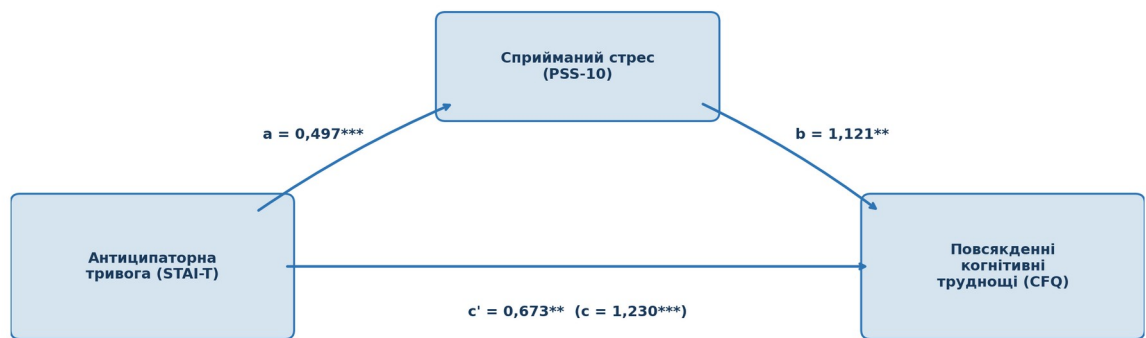 Сприйманий стрес
(PSS-10)
a = 0,497***
b = 1,121**
Антиципаторна
тривога (STAI-T)
Повсякденні
когнітивні
труднощі (CFQ)
c' = 0,673**  (c = 1,230***)